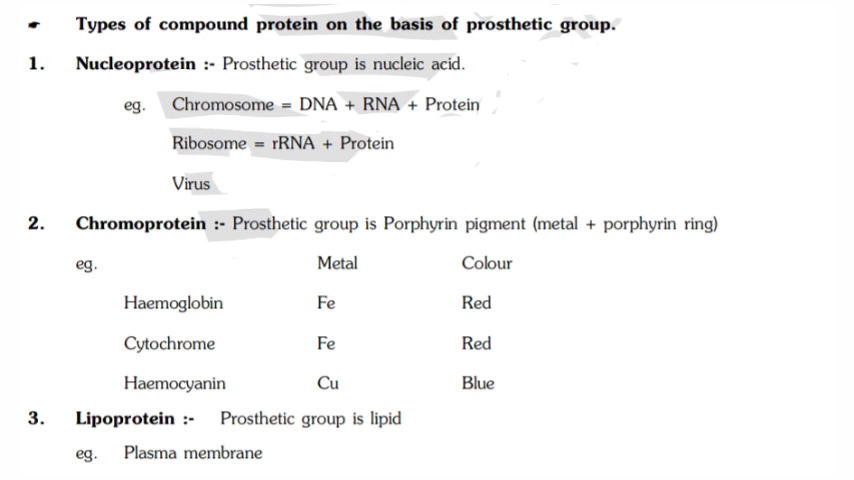 ☛ Types of compound protein on the basis of prosthetic group.
1. Nucleoprotein :- Prosthetic group is nucleic acid.
eg. Chromosome = DNA + RNA + Protein
Ribosome = rRNA + Protein
Virus
2. Chromoprotein :- Prosthetic group is Porphyrin pigment (metal + porphyrin ring)
eg. Metal Colour
Haemoglobin Fe Red
Cytochrome Fe Red
Haemocyanin Cu Blue
3. Lipoprotein :- Prosthetic group is lipid
eg. Plasma membrane